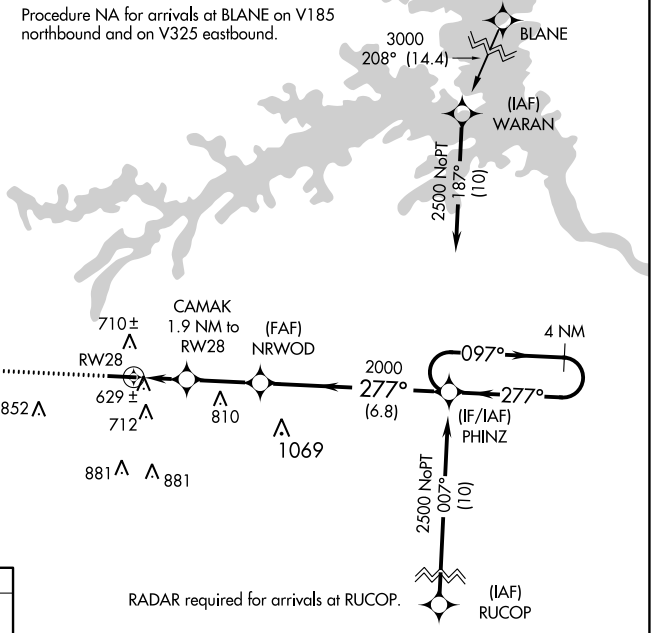 Procedure NA for arrivals at BLANE on V185
northbound and on V325 eastbound.
BLANE
3000
208° (14.4)
(IAF)
WARAN
2500 NoPT
187°
(10)
CAMAK
1.9 NM to
RW28
(FAF)
NRWOD
4 NM
710±
RW28
097°
2000
277°
(6.8)
277°
(IF/IAF)
PHINZ
629±
852
712
810
1069
881
881
2500 NoPT
007°
(10)
RADAR required for arrivals at RUCOP.
(IAF)
RUCOP